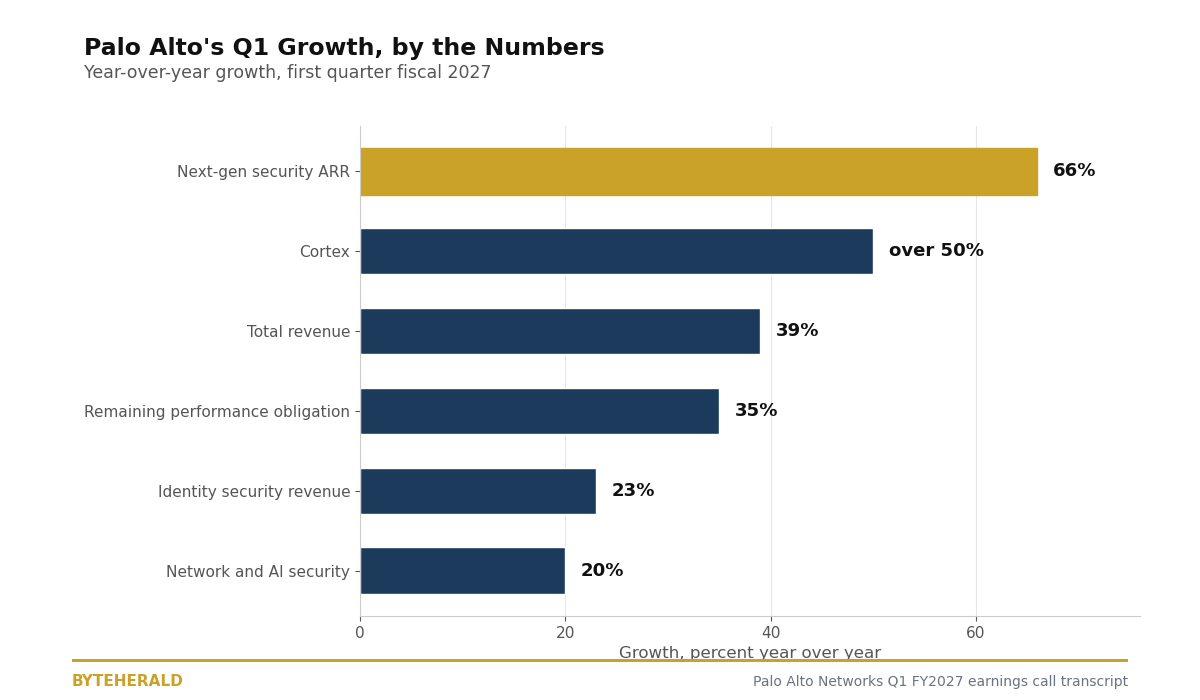 Palo Alto's Q1 Growth, by the Numbers
Year-over-year growth, first quarter fiscal 2027
Next-gen security ARR 66%
Cortex over 50%
Total revenue 39%
Remaining performance obligation 35%
Identity security revenue 23%
Network and AI security 20%
0 20 40 60
Growth, percent year over year
BYTEHERALD Palo Alto Networks Q1 FY2027 earnings call transcript